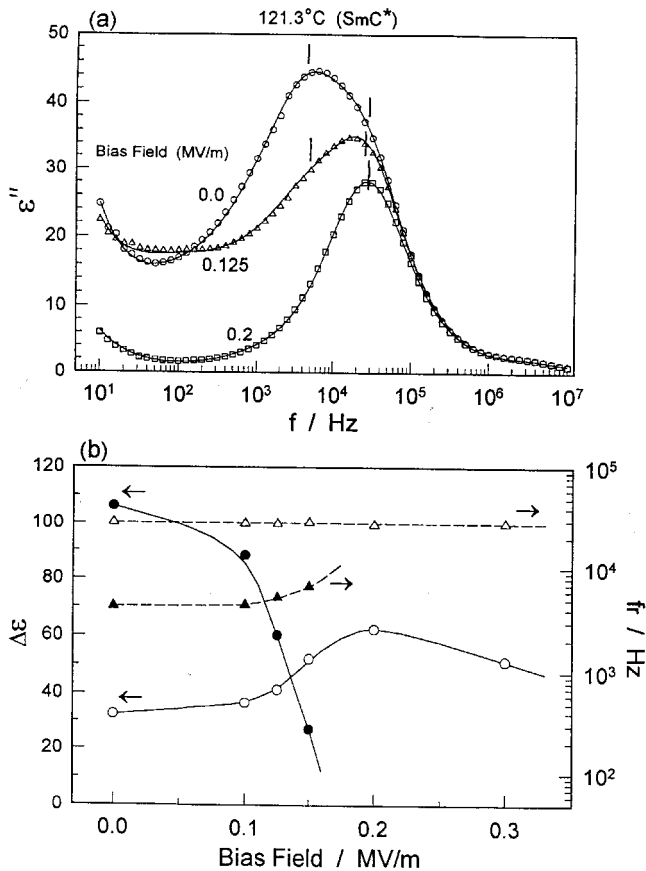 (a)
121.3°C (SmC*)
50
40
30
20
10
0
ε"
Bias Field (MV/m)
0.0
0.125
0.2
10¹ 10² 10³ 10⁴ 10⁵ 10⁶ 10⁷
f / Hz
(b)
120
100
80
60
40
20
0
Δε
10⁵
10⁴
10³
10²
fr / Hz
0.0 0.1 0.2 0.3
Bias Field / MV/m